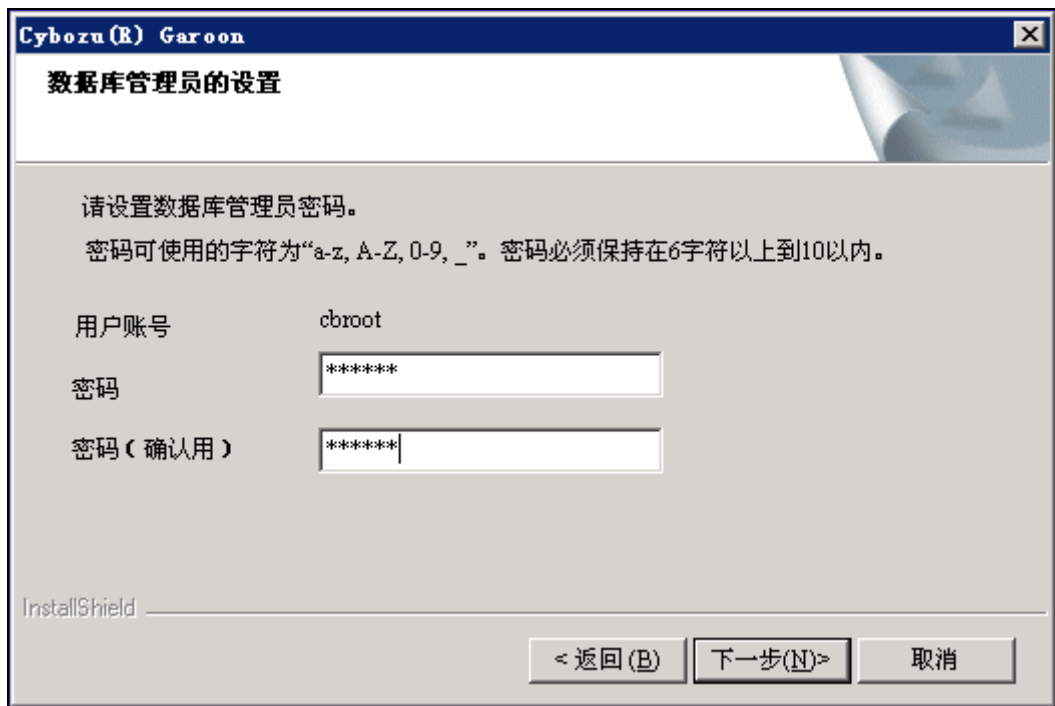 Cybozu(R) Garoon
数据库管理员的设置
请设置数据库管理员密码。
密码可使用的字符为“a-z, A-Z, 0-9, _”。密码必须保持在6字符以上到10以内。
用户账号 cbroot
密码 ******
密码（确认用） ******
InstallShield
< 返回(B) 下一步(N)> 取消